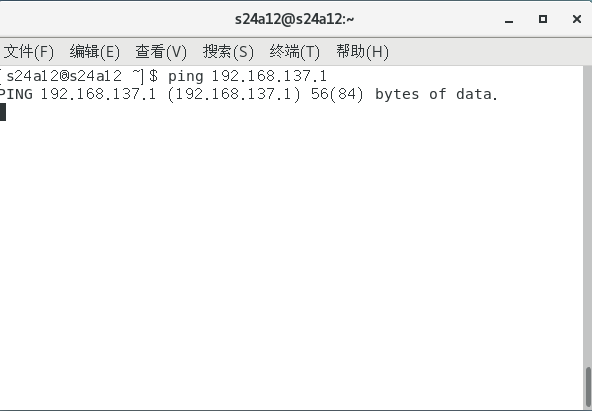 s24a12@s24a12:~
文件(F) 编辑(E) 查看(V) 搜索(S) 终端(T) 帮助(H)
[s24a12@s24a12 ~]$ ping 192.168.137.1
PING 192.168.137.1 (192.168.137.1) 56(84) bytes of data.